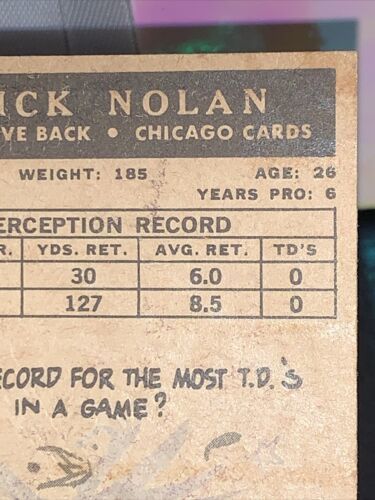 ICK NOLAN
VE BACK • CHICAGO CARDS
WEIGHT: 185 AGE: 26
YEARS PRO: 6
ERCEPTION RECORD
R. YDS. RET. AVG. RET. TD'S
30 6.0 0
127 8.5 0
ECORD FOR THE MOST T.D.'S
IN A GAME?